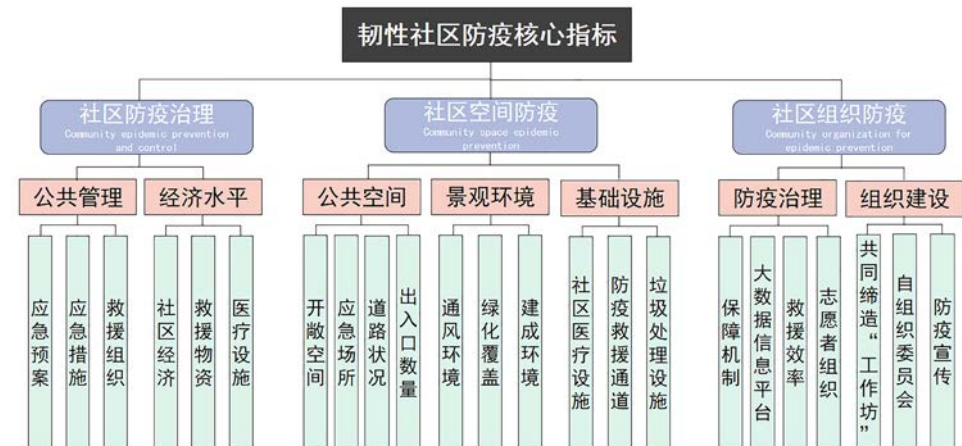 韧性社区防疫核心指标
社区防疫治理
Community epidemic prevention
and control
社区空间防疫
Community space epidemic
prevention
社区组织防疫
Community organization for
epidemic prevention
公共管理
经济水平
公共空间
景观环境
基础设施
防疫治理
组织建设
应急预案
应急措施
救援组织
社区经济
救援物资
医疗设施
开敞空间
应急场所
道路状况
出入口数量
通风环境
绿化覆盖
建成环境
社区医疗设施
防疫救援通道
垃圾处理设施
保障机制
大数据信息平台
救援效率
志愿者组织
共同缔造“工作坊”
自组织委员会
防疫宣传